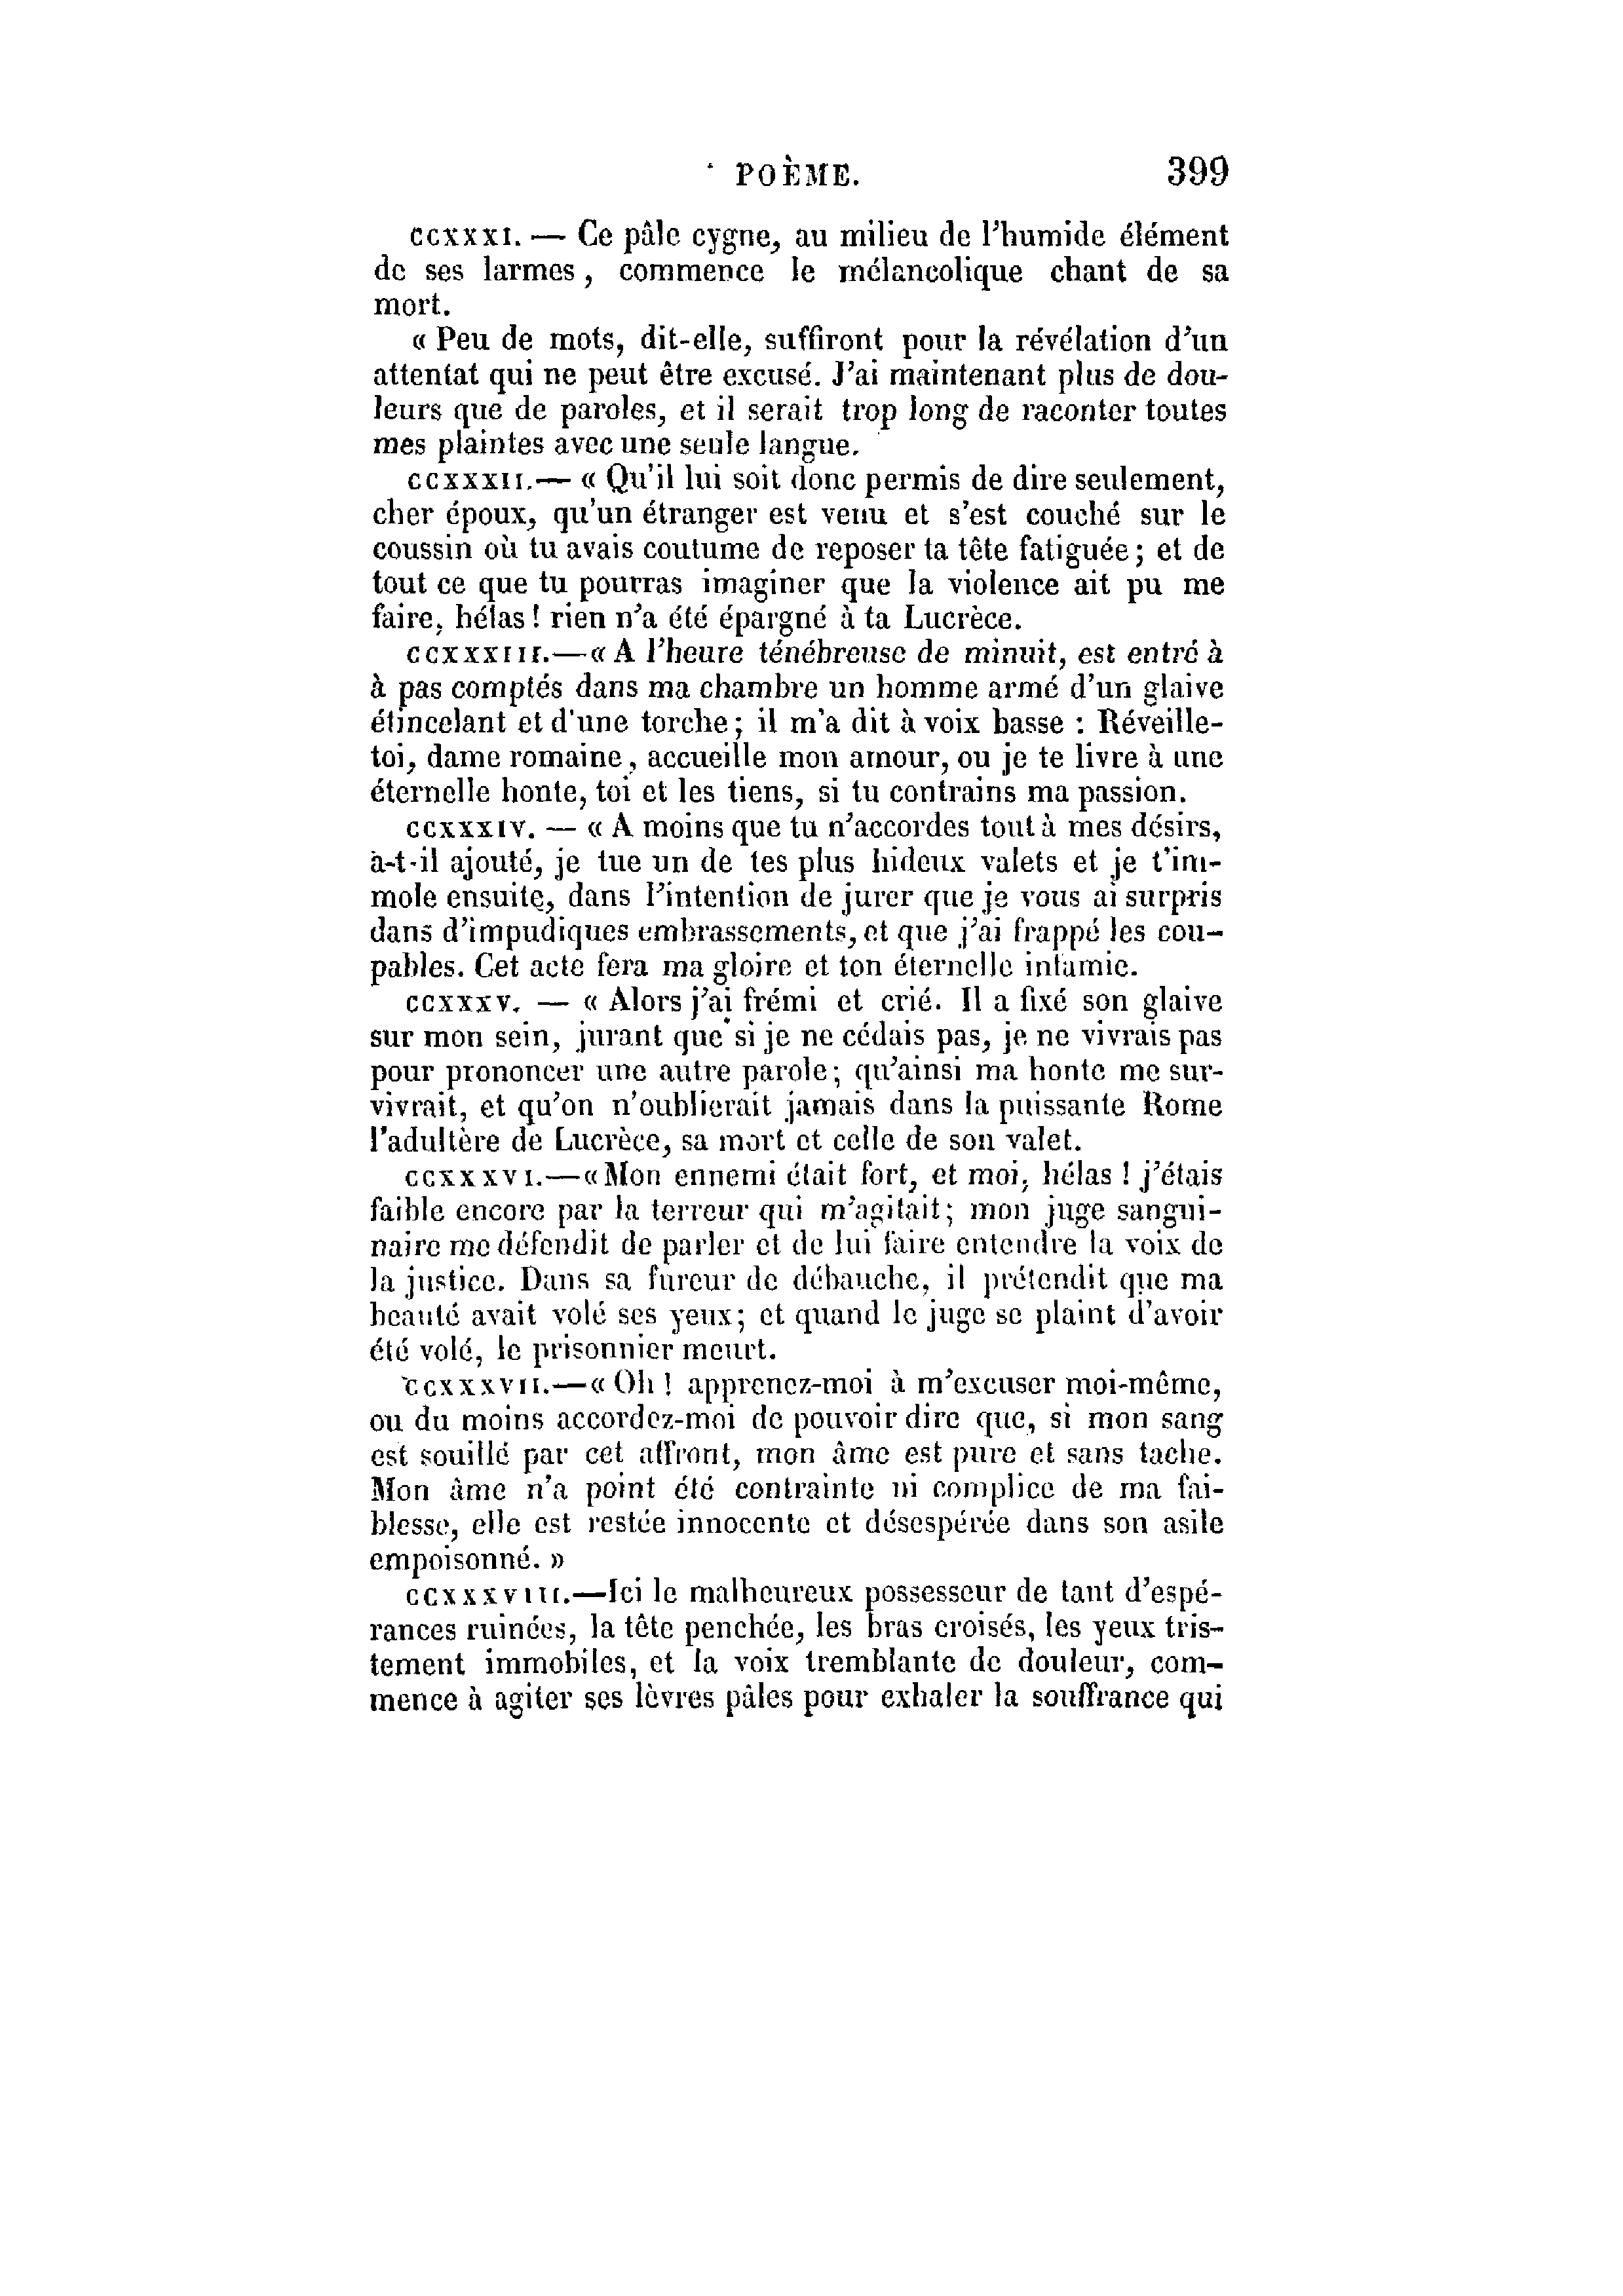 POÈME. 399
CCXXXI. — Ce pâle cygne, au milieu de l'humide élément
de ses larmes, commence le mélancolique chant de sa
mort.
« Peu de mots, dit-elle, suffiront pour la révélation d'un
attentat qui ne peut être excusé. J'ai maintenant plus de dou-
leurs que de paroles, et il serait trop long de raconter toutes
mes plaintes avec une seule langue.
CCXXXII.— « Qu'il lui soit donc permis de dire seulement,
cher époux, qu'un étranger est venu et s'est couché sur le
coussin où tu avais coutume de reposer ta tête fatiguée; et de
tout ce que tu pourras imaginer que la violence ait pu me
faire, hélas ! rien n'a été épargné à ta Lucrèce.
CCXXXIII.—« A l'heure ténébreuse de minuit, est entré à
à pas comptés dans ma chambre un homme armé d'un glaive
étincelant et d'une torche; il m'a dit à voix basse : Réveille-
toi, dame romaine, accueille mon amour, ou je te livre à une
éternelle honte, toi et les tiens, si tu contrains ma passion.
CCXXXIV. — « A moins que tu n'accordes tout à mes désirs,
a-t-il ajouté, je tue un de tes plus hideux valets et je t'im-
mole ensuite, dans l'intention de jurer que je vous ai surpris
dans d'impudiques embrassements, et que j'ai frappé les cou-
pables. Cet acte fera ma gloire et ton éternelle infamie.
CCXXXV. — « Alors j'ai frémi et crié. Il a fixé son glaive
sur mon sein, jurant que si je ne cédais pas, je ne vivrais pas
pour prononcer une autre parole; qu'ainsi ma honte me sur-
vivrait, et qu'on n'oublierait jamais dans la puissante Rome
l'adultère de Lucrèce, sa mort et celle de son valet.
CCXXXVI.—«Mon ennemi était fort, et moi, hélas ! j'étais
faible encore par la terreur qui m'agitait; mon juge sangui-
naire me défendit de parler et de lui faire entendre la voix de
la justice. Dans sa fureur de débauche, il prétendit que ma
beauté avait volé ses yeux; et quand le juge se plaint d'avoir
été volé, le prisonnier meurt.
CCXXXVII.—« Oh ! apprenez-moi à m'excuser moi-même,
ou du moins accordez-moi de pouvoir dire que, si mon sang
est souillé par cet affront, mon âme est pure et sans tache.
Mon âme n'a point été contrainte ni complice de ma fai-
blesse, elle est restée innocente et désespérée dans son asile
empoisonné. »
CCXXXVIII.—Ici le malheureux possesseur de tant d'espé-
rances ruinées, la tête penchée, les bras croisés, les yeux tris-
tement immobiles, et la voix tremblante de douleur, com-
mence à agiter ses lèvres pâles pour exhaler la souffrance qui